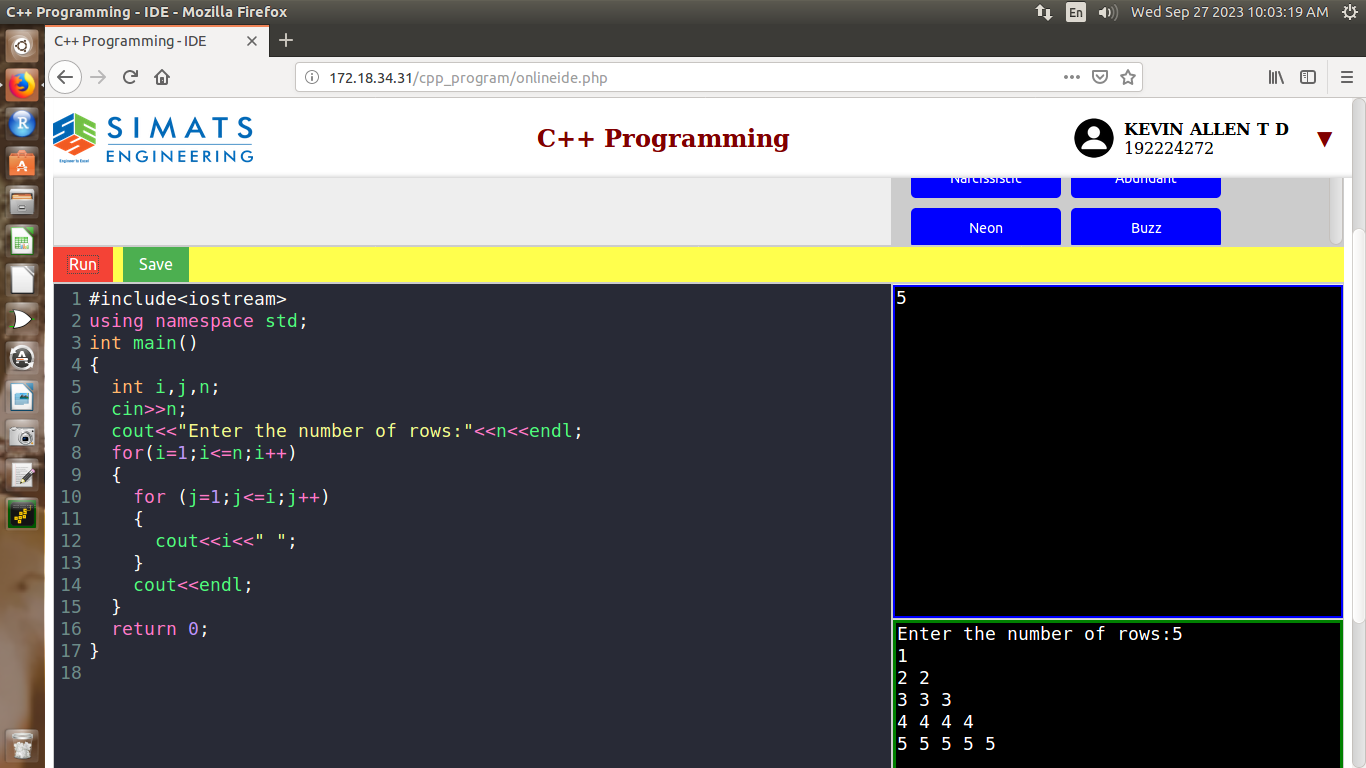 C++ Programming - IDE - Mozilla Firefox
En
Wed Sep 27 2023 10:03:19 AM
C++ Programming - IDE
172.18.34.31/cpp_program/onlineide.php
SIMATS
ENGINEERING
Engineer to Excel
C++ Programming
KEVIN ALLEN T D
192224272
Narcissistic
Abundant
Neon
Buzz
Run
Save
1 #include<iostream>
2 using namespace std;
3 int main()
4 {
5 int i,j,n;
6 cin>>n;
7 cout<<"Enter the number of rows:"<<n<<endl;
8 for(i=1;i<=n;i++)
9 {
10 for (j=1;j<=i;j++)
11 {
12 cout<<i<<" ";
13 }
14 cout<<endl;
15 }
16 return 0;
17 }
18
5
Enter the number of rows:5
1
2 2
3 3 3
4 4 4 4
5 5 5 5 5